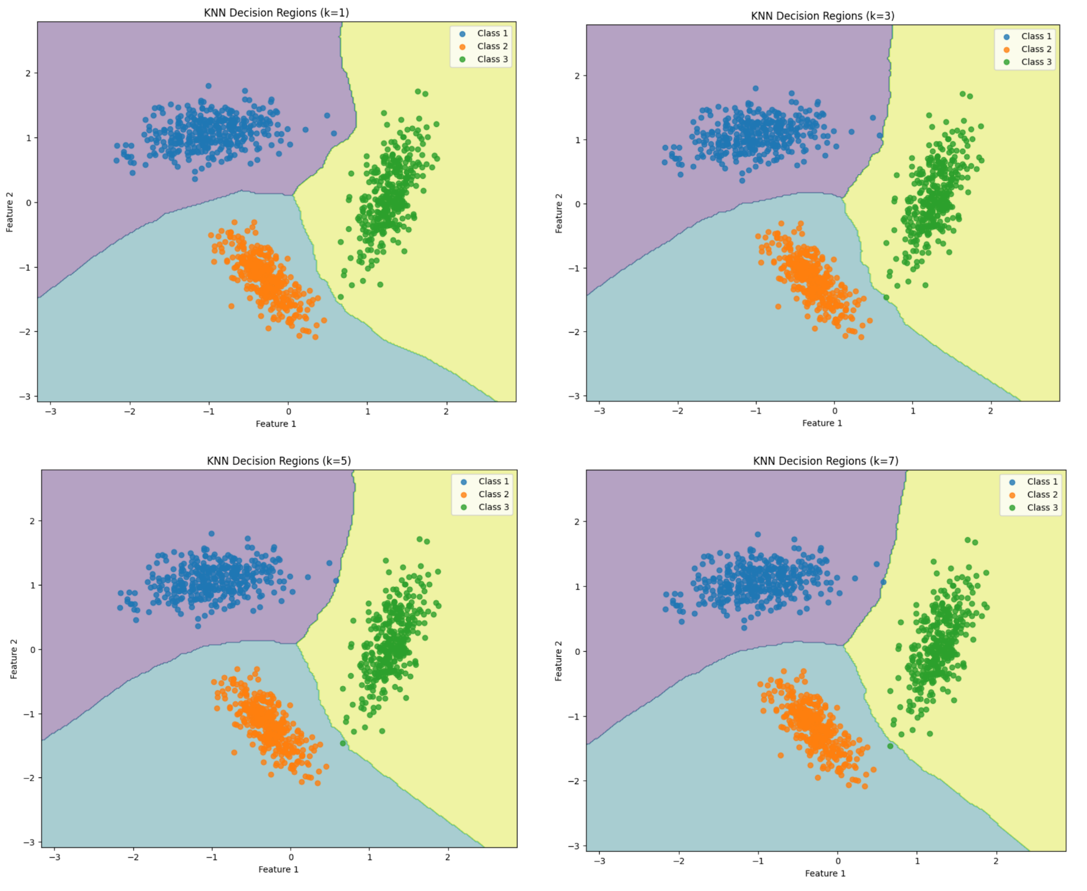 KNN Decision Regions (k=1)
Class 1
Class 2
Class 3
2
1
0
−1
−2
−3
Feature 2
−3 −2 −1 0 1 2
Feature 1
KNN Decision Regions (k=3)
Class 1
Class 2
Class 3
2
1
0
−1
−2
−3
Feature 2
−3 −2 −1 0 1 2
Feature 1
KNN Decision Regions (k=5)
Class 1
Class 2
Class 3
2
1
0
−1
−2
−3
Feature 2
−3 −2 −1 0 1 2
Feature 1
KNN Decision Regions (k=7)
Class 1
Class 2
Class 3
2
1
0
−1
−2
−3
Feature 2
−3 −2 −1 0 1 2
Feature 1